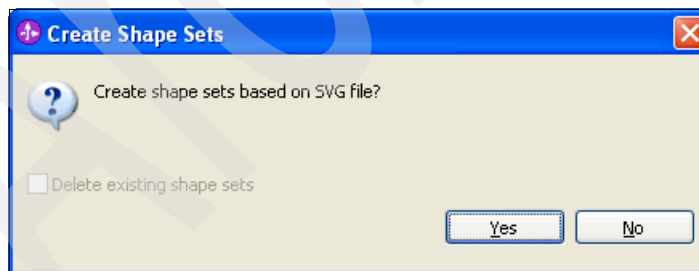 Create Shape Sets
Create shape sets based on SVG file?
Delete existing shape sets
Yes No